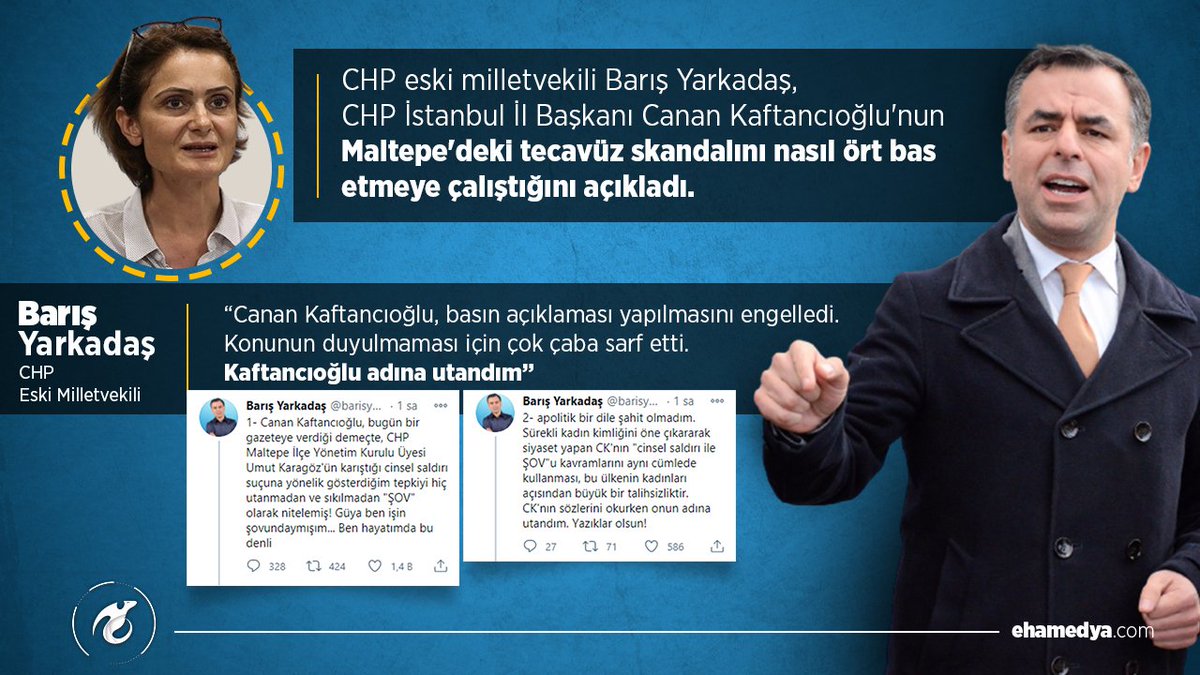 CHP eski milletvekili Barış Yarkadaş,
CHP İstanbul İl Başkanı Canan Kaftancıoğlu'nun
Maltepe'deki tecavüz skandalını nasıl ört bas
etmeye çalıştığını açıkladı.
Barış
Yarkadaş
CHP
Eski Milletvekili
“Canan Kaftancıoğlu, basın açıklaması yapılmasını engelledi.
Konunun duyulmaması için çok çaba sarf etti.
Kaftancıoğlu adına utandım”
Barış Yarkadaş @barisy... · 1 sa
1- Canan Kaftancıoğlu, bugün bir
gazeteye verdiği demeçte, CHP
Maltepe İlçe Yönetim Kurulu Üyesi
Umut Karagöz'ün karıştığı cinsel saldırı
suçuna yönelik gösterdiğim tepkiyi hiç
utanmadan ve sıkılmadan "ŞOV"
olarak nitelemiş! Güya ben işin
şovundaymışım... Ben hayatımda bu
denli
328 424 1,4 B
Barış Yarkadaş @barisy... · 1 sa
2- apolitik bir dile şahit olmadım.
Sürekli kadın kimliğini öne çıkararak
siyaset yapan CK'nın "cinsel saldırı ile
ŞOV"u kavramlarını aynı cümlede
kullanması, bu ülkenin kadınları
açısından büyük bir talihsizliktir.
CK'nın sözlerini okurken onun adına
utandım. Yazıklar olsun!
27 71 586
ehamedya.com